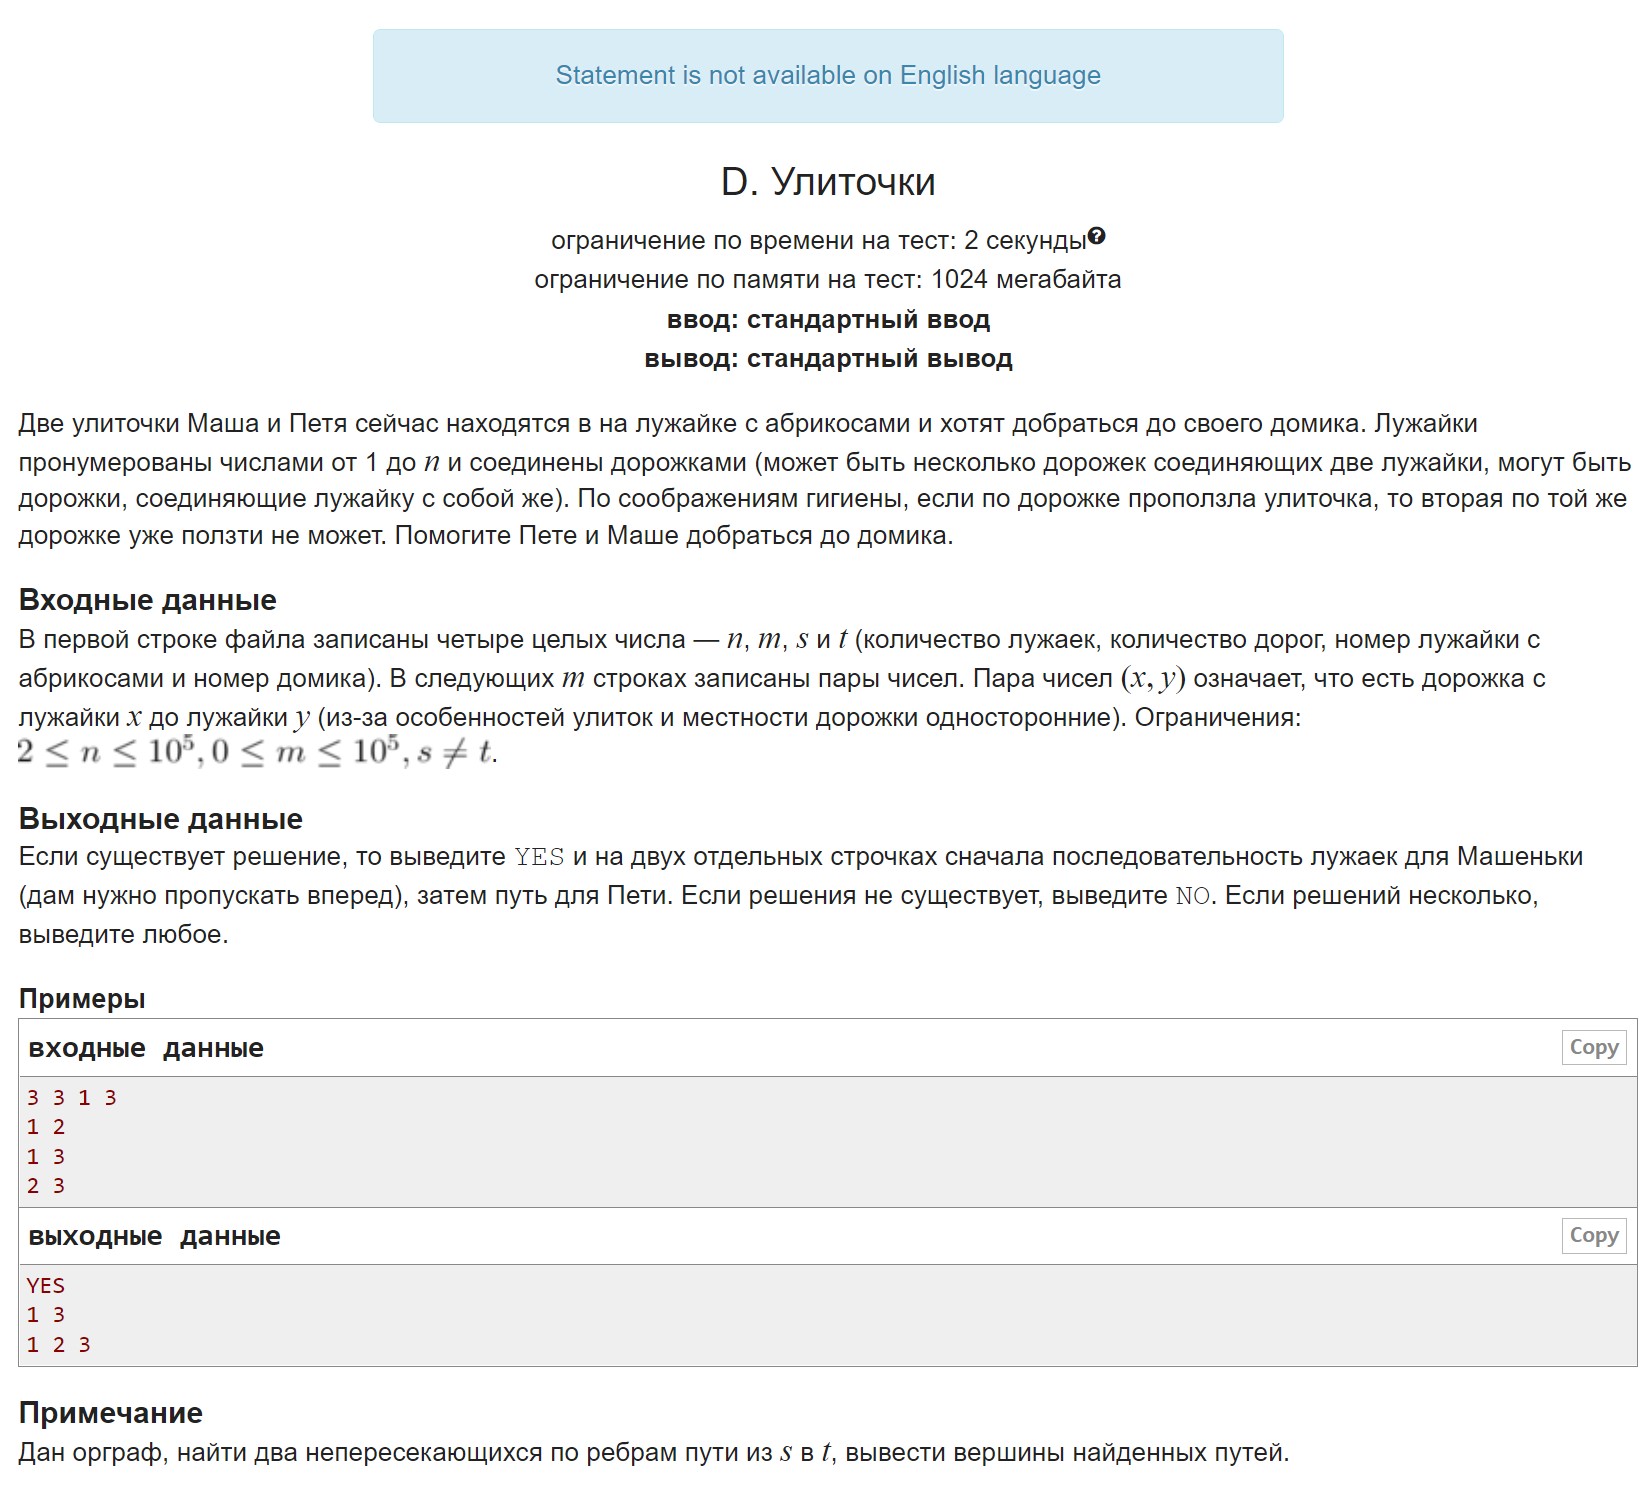 Statement is not available on English language
D. Улиточки
ограничение по времени на тест: 2 секунды
ограничение по памяти на тест: 1024 мегабайта
ввод: стандартный ввод
вывод: стандартный вывод
Две улиточки Маша и Петя сейчас находятся в на лужайке с абрикосами и хотят добраться до своего домика. Лужайки
пронумерованы числами от 1 до n и соединены дорожками (может быть несколько дорожек соединяющих две лужайки, могут быть
дорожки, соединяющие лужайку с собой же). По соображениям гигиены, если по дорожке проползла улиточка, то вторая по той же
дорожке уже ползти не может. Помогите Пете и Маше добраться до домика.
Входные данные
В первой строке файла записаны четыре целых числа — n, m, s и t (количество лужаек, количество дорог, номер лужайки с
абрикосами и номер домика). В следующих m строках записаны пары чисел. Пара чисел (x, y) означает, что есть дорожка с
лужайки x до лужайки y (из-за особенностей улиток и местности дорожки односторонние). Ограничения:
2 ≤ n ≤ 10^5, 0 ≤ m ≤ 10^5, s ≠ t.
Выходные данные
Если существует решение, то выведите YES и на двух отдельных строчках сначала последовательность лужаек для Машеньки
(дам нужно пропускать вперед), затем путь для Пети. Если решения не существует, выведите NO. Если решений несколько,
выведите любое.
Примеры
входные данные
Copy
3 3 1 3
1 2
1 3
2 3
выходные данные
Copy
YES
1 3
1 2 3
Примечание
Дан орграф, найти два непересекающихся по ребрам пути из s в t, вывести вершины найденных путей.